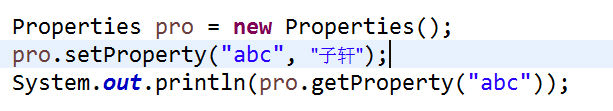 Properties pro = new Properties();
pro.setProperty("abc", "子轩");
System.out.println(pro.getProperty("abc"));